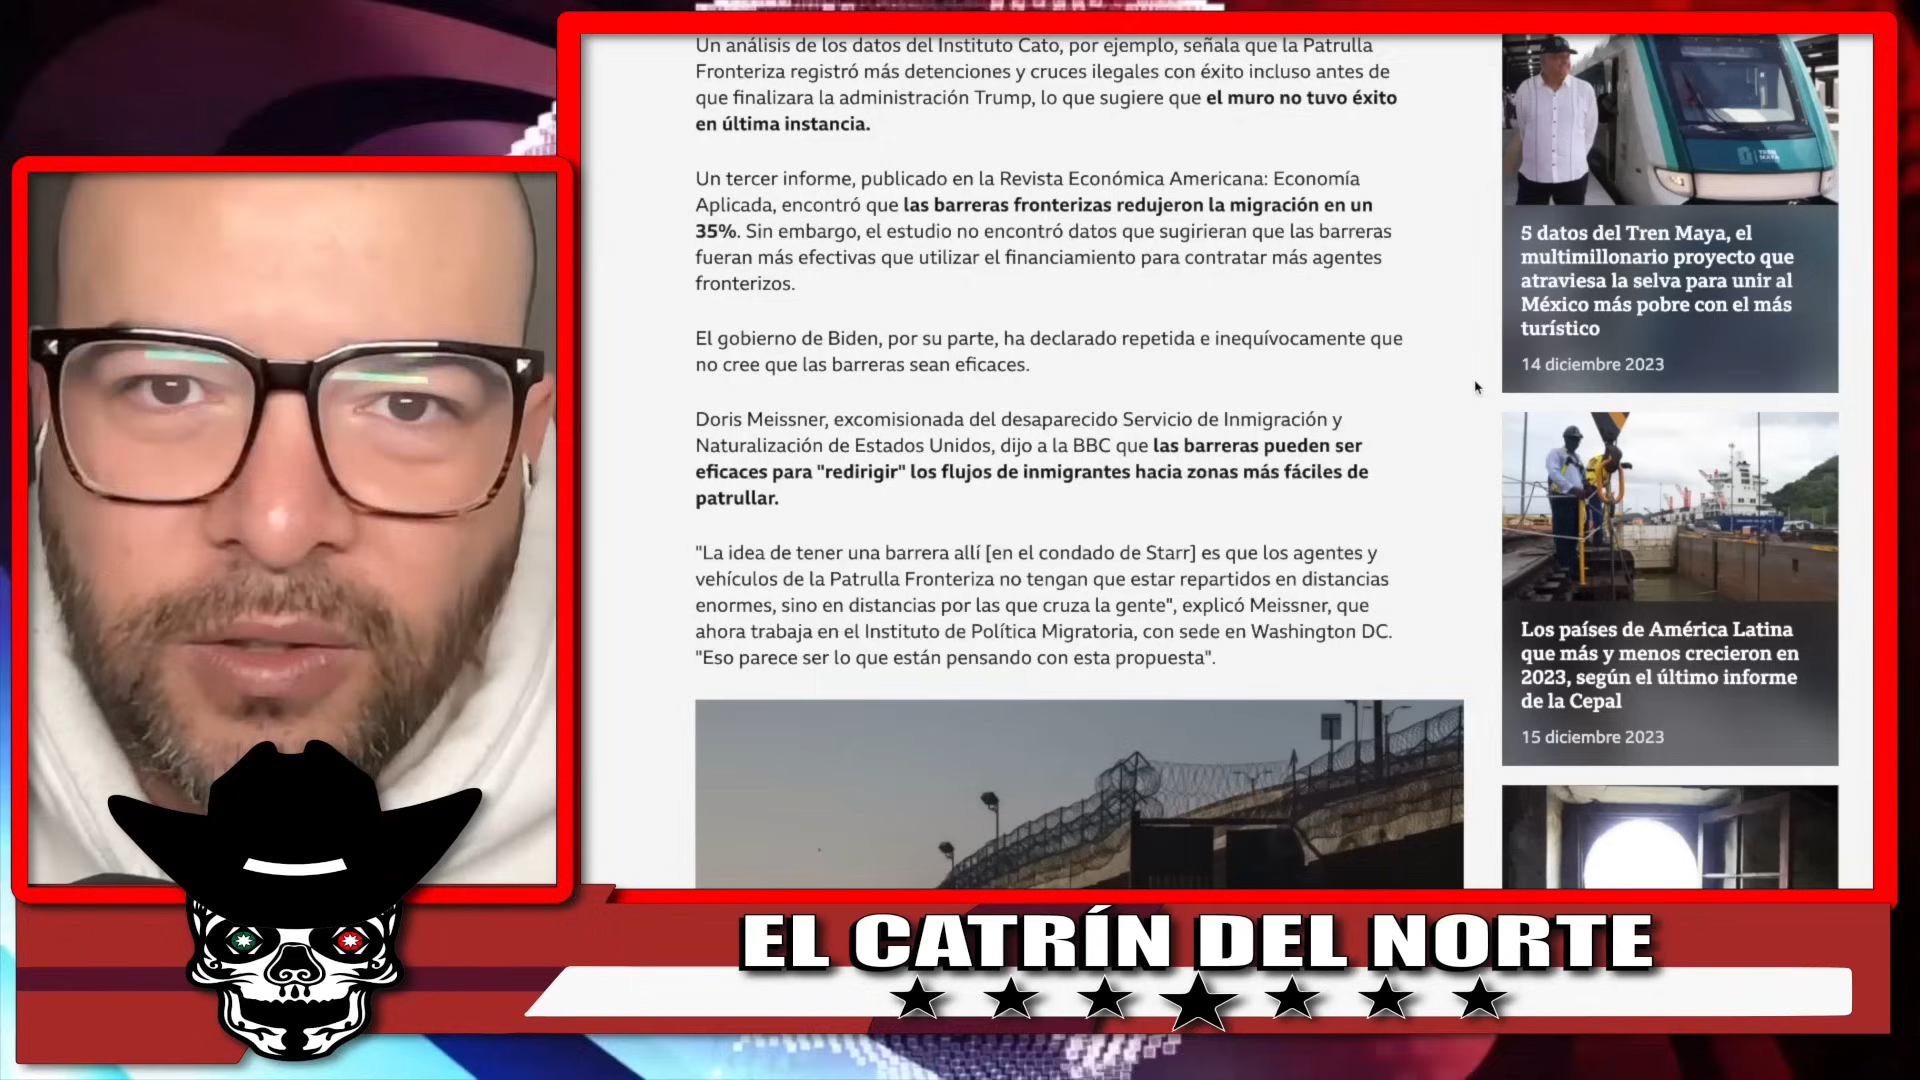 Un análisis de los datos del Instituto Cato, por ejemplo, señala que la Patrulla
Fronteriza registró más detenciones y cruces ilegales con éxito incluso antes de
que finalizara la administración Trump, lo que sugiere que el muro no tuvo éxito
en última instancia.
Un tercer informe, publicado en la Revista Económica Americana: Economía
Aplicada, encontró que las barreras fronterizas redujeron la migración en un
35%. Sin embargo, el estudio no encontró datos que sugirieran que las barreras
fueran más efectivas que utilizar el financiamiento para contratar más agentes
fronterizos.
El gobierno de Biden, por su parte, ha declarado repetida e inequívocamente que
no cree que las barreras sean eficaces.
Doris Meissner, excomisionada del desaparecido Servicio de Inmigración y
Naturalización de Estados Unidos, dijo a la BBC que las barreras pueden ser
eficaces para "redirigir" los flujos de inmigrantes hacia zonas más fáciles de
patrullar.
"La idea de tener una barrera allí [en el condado de Starr] es que los agentes y
vehículos de la Patrulla Fronteriza no tengan que estar repartidos en distancias
enormes, sino en distancias por las que cruza la gente", explicó Meissner, que
ahora trabaja en el Instituto de Política Migratoria, con sede en Washington DC.
"Eso parece ser lo que están pensando con esta propuesta".
TREN
MAYA
5 datos del Tren Maya, el
multimillonario proyecto que
atraviesa la selva para unir al
México más pobre con el más
turístico
14 diciembre 2023
Los países de América Latina
que más y menos crecieron en
2023, según el último informe
de la Cepal
15 diciembre 2023
EL CATRÍN DEL NORTE